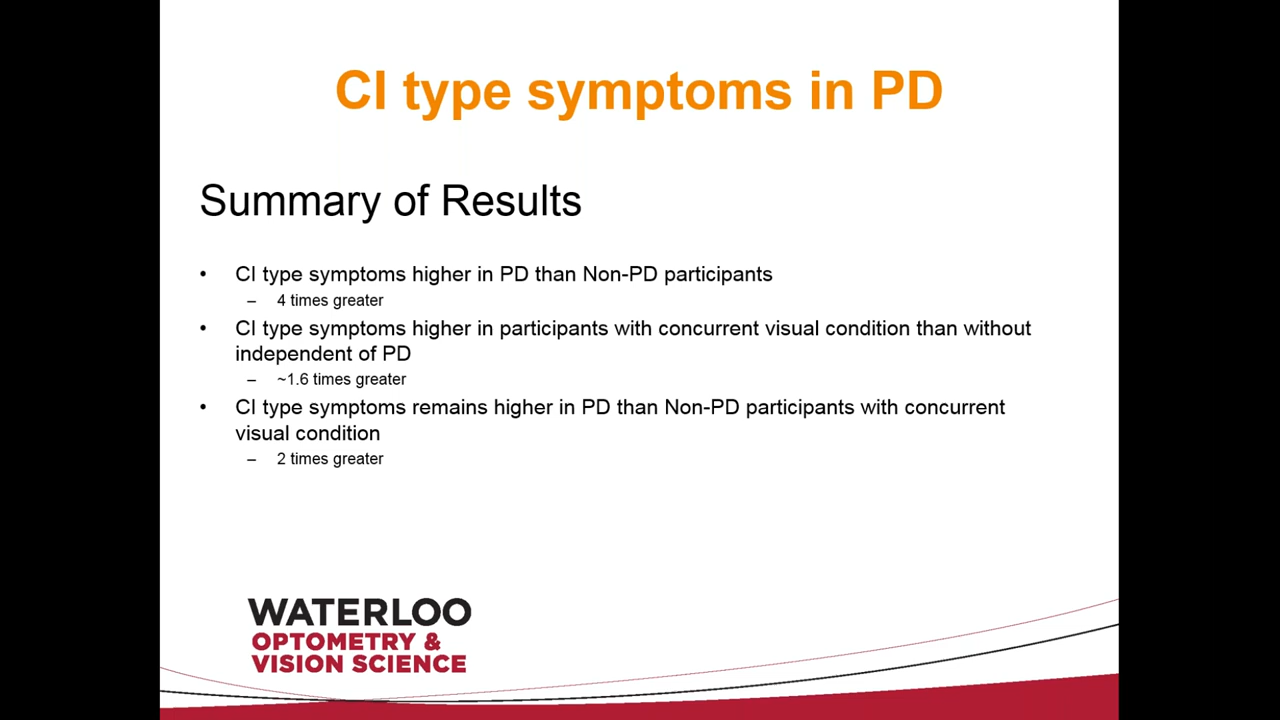 CI type symptoms in PD
Summary of Results
• CI type symptoms higher in PD than Non-PD participants
– 4 times greater
• CI type symptoms higher in participants with concurrent visual condition than without
independent of PD
– ~1.6 times greater
• CI type symptoms remains higher in PD than Non-PD participants with concurrent
visual condition
– 2 times greater
WATERLOO
OPTOMETRY &
VISION SCIENCE